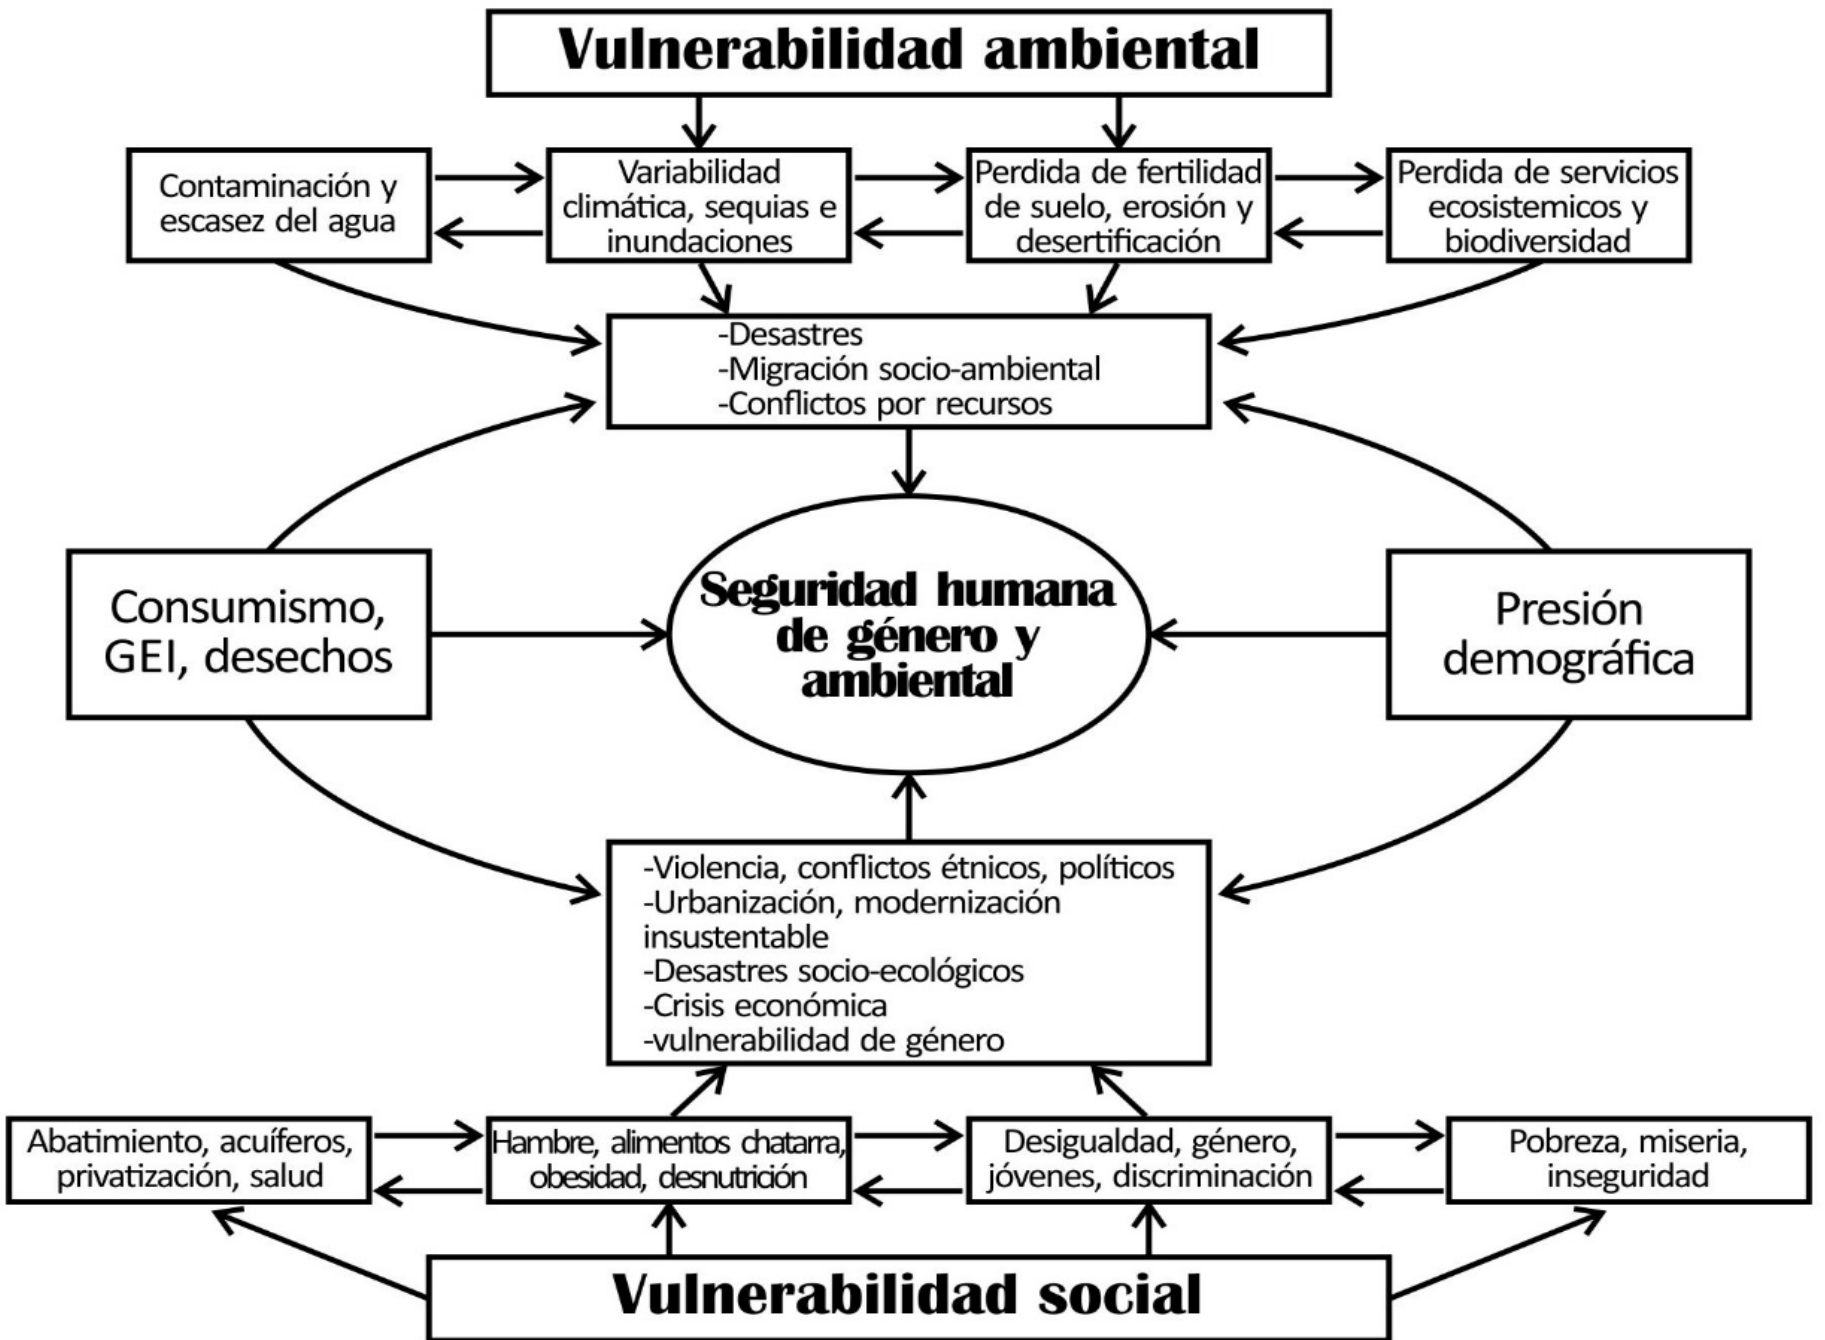 Vulnerabilidad ambiental
Contaminación y
escasez del agua
Variabilidad
climática, sequias e
inundaciones
Perdida de fertilidad
de suelo, erosión y
desertificación
Perdida de servicios
ecosistemicos y
biodiversidad
-Desastres
-Migración socio-ambiental
-Conflictos por recursos
Consumismo,
GEI, desechos
Seguridad humana
de género y
ambiental
Presión
demográfica
-Violencia, conflictos étnicos, políticos
-Urbanización, modernización
insustentable
-Desastres socio-ecológicos
-Crisis económica
-vulnerabilidad de género
Abatimiento, acuíferos,
privatización, salud
Hambre, alimentos chatarra,
obesidad, desnutrición
Desigualdad, género,
jóvenes, discriminación
Pobreza, miseria,
inseguridad
Vulnerabilidad social